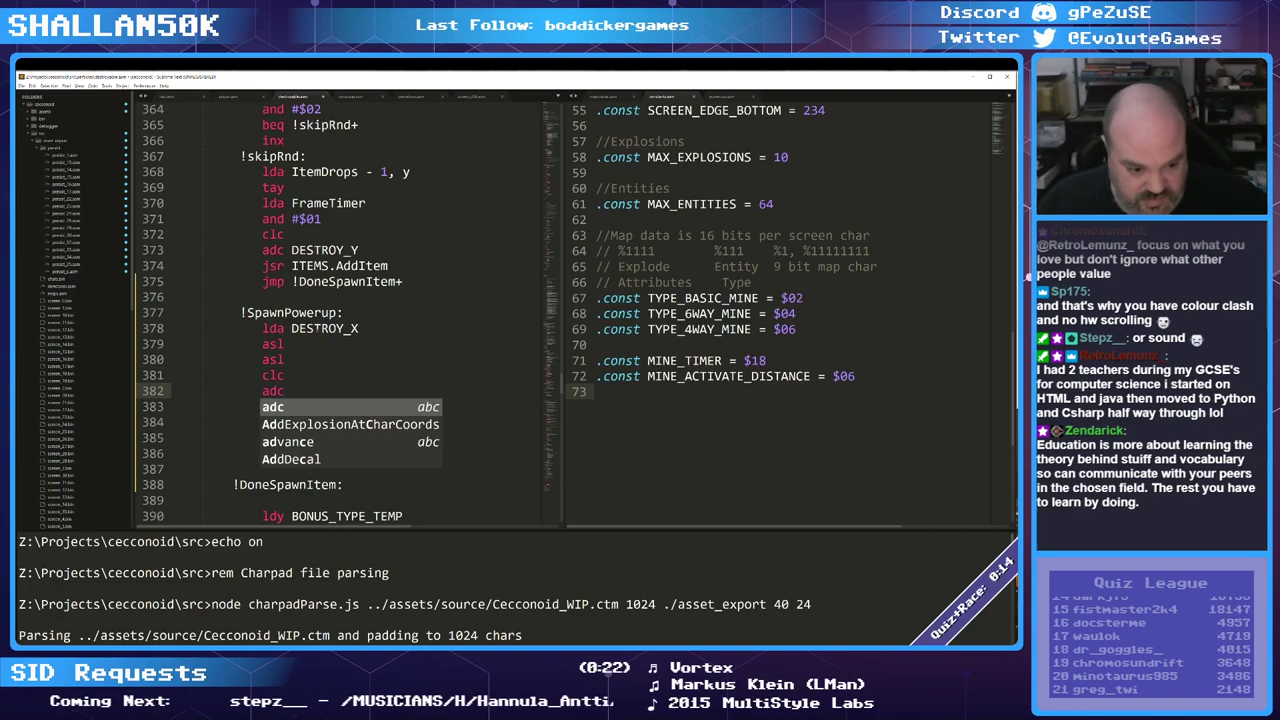 SHALLAN50K
Last Follow: boddickergames
Discord gPeZuSE
Twitter @EvoluteGames
364 and #$02
365 beq !skipRnd+
366 inx
367 !skipRnd:
368 lda ItemDrops - 1, y
369 tay
370 lda FrameTimer
371 and #$01
372 clc
373 adc DESTROY_Y
374 jsr ITEMS.AddItem
375 jmp !DoneSpawnItem+
376
377 !SpawnPowerup:
378 lda DESTROY_X
379 asl
380 asl
381 clc
382 adc
383 adc abc
384 AddExplosionAtCharCoords
385 advance abc
386 AddDecal
387
388 !DoneSpawnItem:
389
390 ldy BONUS_TYPE_TEMP
55 .const SCREEN_EDGE_BOTTOM = 234
56
57 //Explosions
58 .const MAX_EXPLOSIONS = 10
59
60 //Entities
61 .const MAX_ENTITIES = 64
62
63 //Map data is 16 bits per screen char
64 // %1111 %111 %1, %11111111
65 // Explode Entity 9 bit map char
66 // Attributes Type
67 .const TYPE_BASIC_MINE = $02
68 .const TYPE_6WAY_MINE = $04
69 .const TYPE_4WAY_MINE = $06
70
71 .const MINE_TIMER = $18
72 .const MINE_ACTIVATE_DISTANCE = $06
73
Z:\Projects\cecconoid\src>echo on
Z:\Projects\cecconoid\src>rem Charpad file parsing
Z:\Projects\cecconoid\src>node charpadParse.js ../assets/source/Cecconoid_WIP.ctm 1024 ./asset_export 40 24
Parsing ../assets/source/Cecconoid_WIP.ctm and padding to 1024 chars
Quiz+Race: 0:14
Chromosundrift:
@RetroLemunz_ focus on what you
love but don't ignore what other
people value
Sp175:
and that's why you have colour clash
and no hw scrolling
Stepz__: or sound
RetroLemunz_:
I had 2 teachers during my GCSE's
for computer science i started on
HTML and java then moved to Python
and Csharp half way through lol
Zendarick:
Education is more about learning the
theory behind stuiff and vocabulary
so can communicate with your peers
in the chosen field. The rest you have
to learn by doing.
Quiz League
15 fistmaster2k4 18147
16 docsterme 4957
17 waulok 4719
18 dr_goggles_ 4015
19 chromosundrift 3648
20 minotaurus985 3486
21 greg_twi 2148
SID Requests
Coming Next: stepz__ - /MUSICIANS/H/Hannula_Antti
(0:22) Vortex
Markus Klein (LMan)
2015 MultiStyle Labs